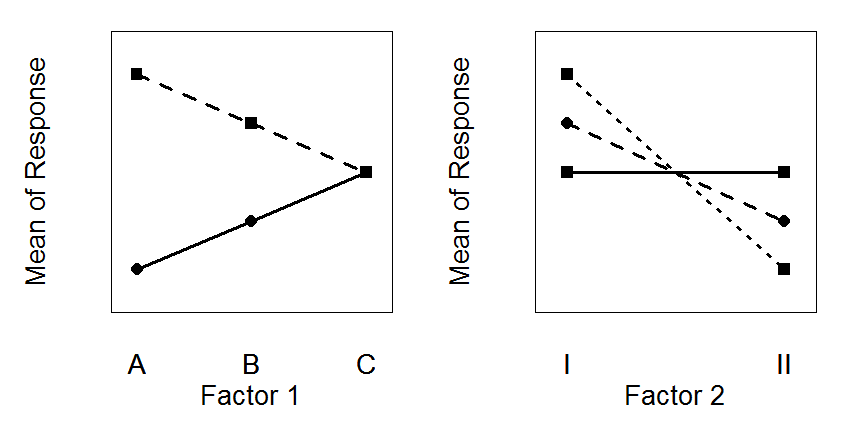 Mean of Response
A B C
Factor 1
Mean of Response
I II
Factor 2